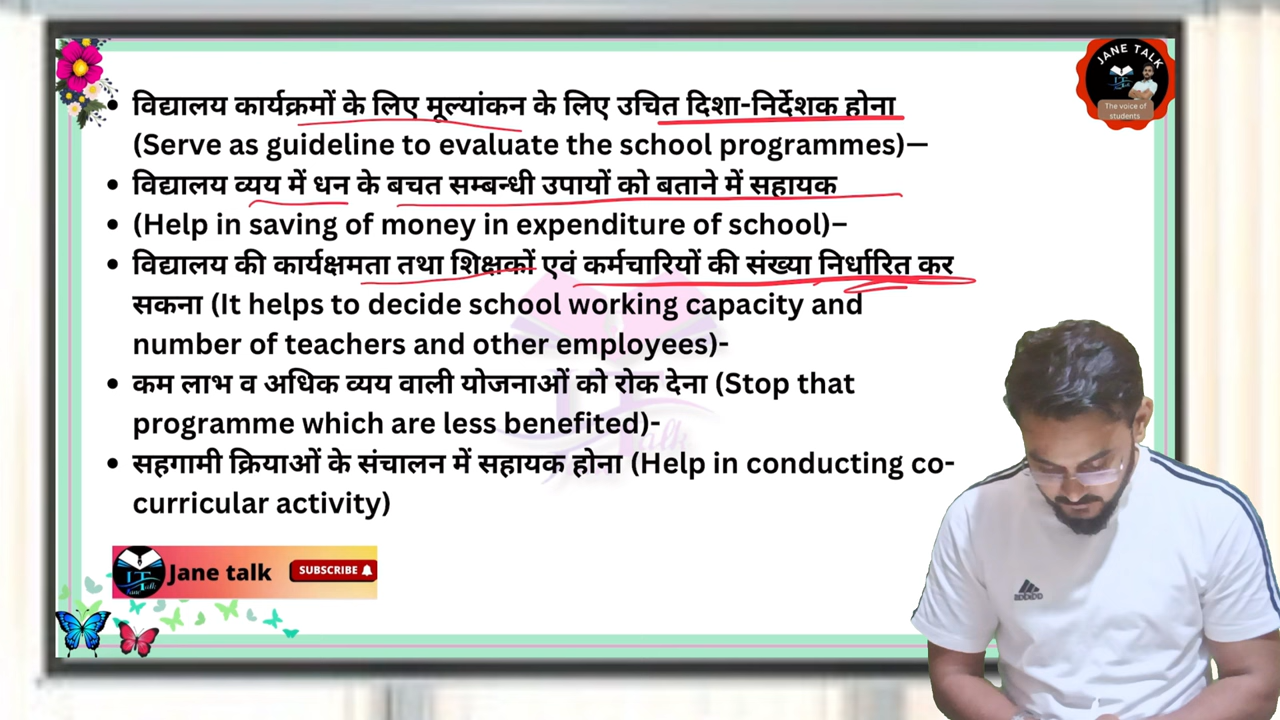 विद्यालय कार्यक्रमों के लिए मूल्यांकन के लिए उचित दिशा-निर्देशक होना
(Serve as guideline to evaluate the school programmes)—
विद्यालय व्यय में धन के बचत सम्बन्धी उपायों को बताने में सहायक
(Help in saving of money in expenditure of school)–
विद्यालय की कार्यक्षमता तथा शिक्षकों एवं कर्मचारियों की संख्या निर्धारित कर
सकना (It helps to decide school working capacity and
number of teachers and other employees)-
कम लाभ व अधिक व्यय वाली योजनाओं को रोक देना (Stop that
programme which are less benefited)-
सहगामी क्रियाओं के संचालन में सहायक होना (Help in conducting co-
curricular activity)
JANE TALK
The voice of
students
Jane talk
SUBSCRIBE